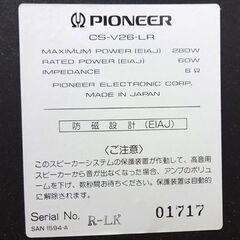 PIONEER
CS-V26-LR
MAXIMUM POWER (EIAJ) 280W
RATED POWER (EIAJ) 60W
IMPEDANCE 6Ω
PIONEER ELECTRONIC CORP.
MADE IN JAPAN
防磁設計(EIAJ)
〈ご注意〉
このスピーカーシステムの保護装置が作動して、高音用
スピーカーから音が出なくなった場合、アンプのボリュ
ームを下げ、数秒間お待ちください。保護装置は自動的
に解除されます。
Serial No. R-LK 01717
SAN 1594-A